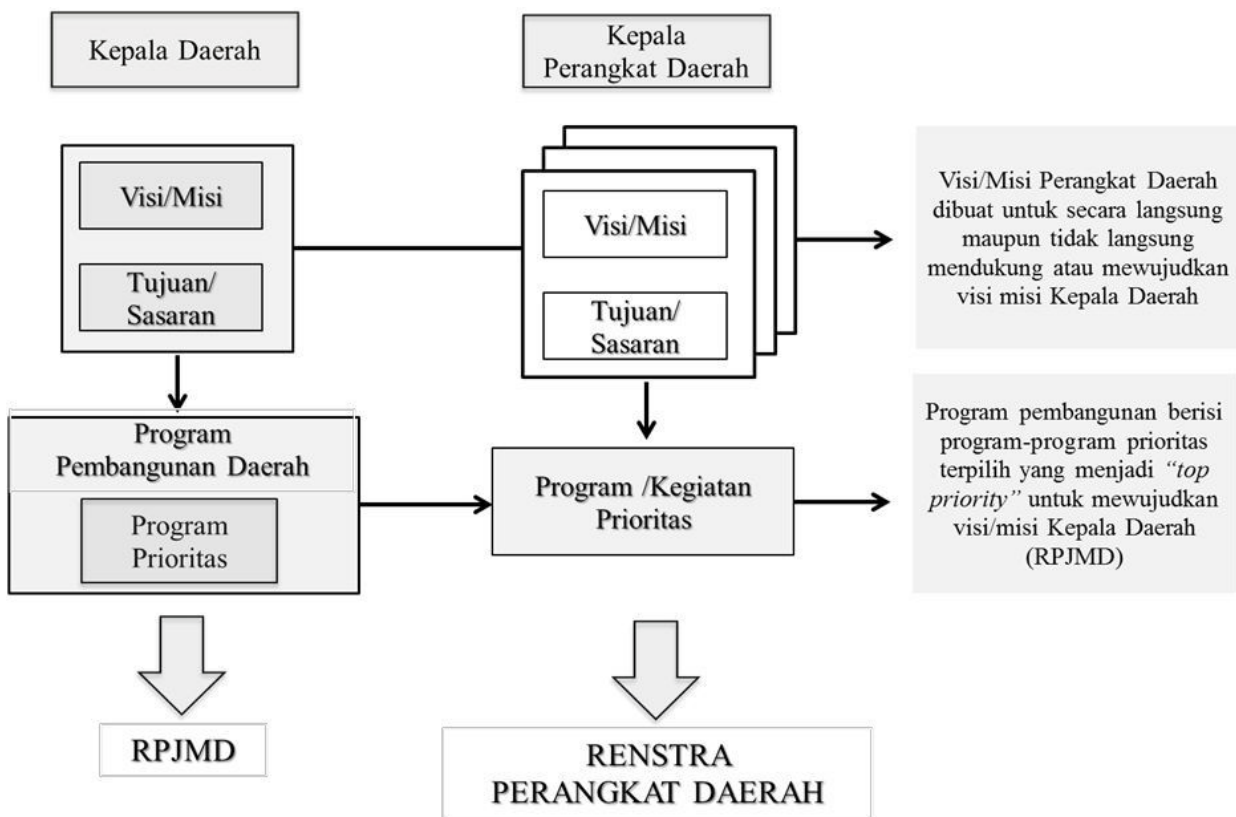 Kepala Daerah
Kepala
Perangkat Daerah
Visi/Misi
Tujuan/
Sasaran
Visi/Misi
Tujuan/
Sasaran
Visi/Misi Perangkat Daerah
dibuat untuk secara langsung
maupun tidak langsung
mendukung atau mewujudkan
visi misi Kepala Daerah
Program
Pembangunan Daerah
Program
Prioritas
Program /Kegiatan
Prioritas
Program pembangunan berisi
program-program prioritas
terpilih yang menjadi “top
priority” untuk mewujudkan
visi/misi Kepala Daerah
(RPJMD)
RPJMD
RENSTRA
PERANGKAT DAERAH